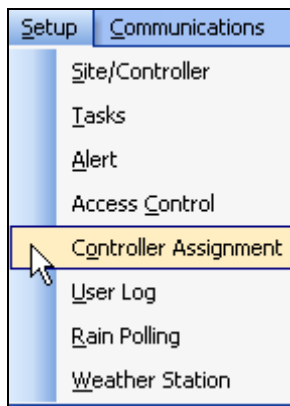 Setup Communications
Site/Controller
Tasks
Alert
Access Control
Controller Assignment
User Log
Rain Polling
Weather Station